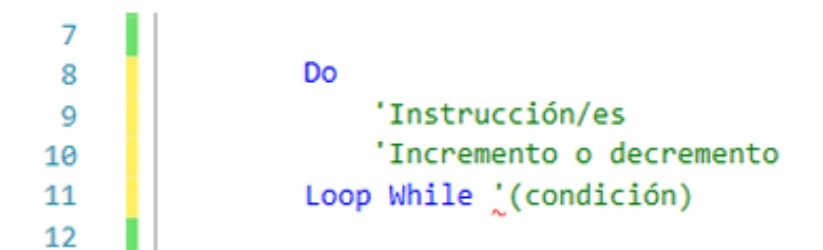 7
8 Do
9 'Instrucción/es
10 'Incremento o decremento
11 Loop While '(condición)
12